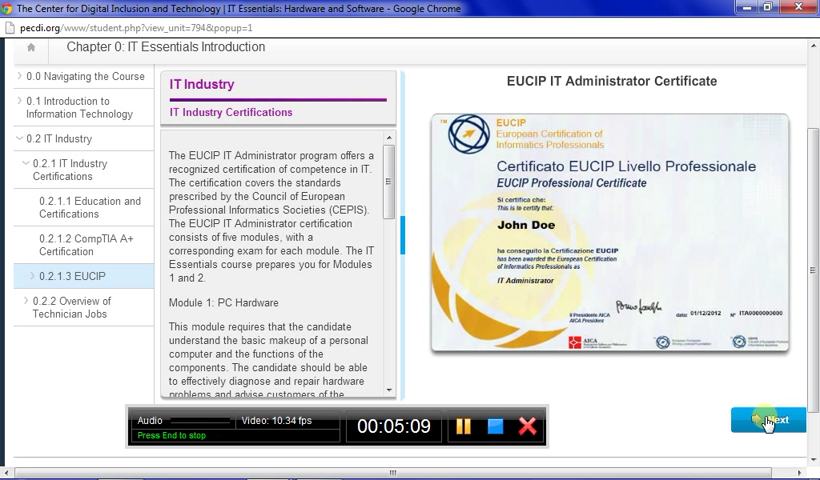 The Center for Digital Inclusion and Technology | IT Essentials: Hardware and Software - Google Chrome
pecdi.org/www/student.php?view_unit=794&popup=1
Chapter 0: IT Essentials Introduction
0.0 Navigating the Course
0.1 Introduction to
Information Technology
0.2 IT Industry
0.2.1 IT Industry
Certifications
0.2.1.1 Education and
Certifications
0.2.1.2 CompTIA A+
Certification
0.2.1.3 EUCIP
0.2.2 Overview of
Technician Jobs
IT Industry
IT Industry Certifications
The EUCIP IT Administrator program offers a
recognized certification of competence in IT.
The certification covers the standards
prescribed by the Council of European
Professional Informatics Societies (CEPIS).
The EUCIP IT Administrator certification
consists of five modules, with a
corresponding exam for each module. The IT
Essentials course prepares you for Modules
1 and 2.
Module 1: PC Hardware
This module requires that the candidate
understand the basic makeup of a personal
computer and the functions of the
components. The candidate should be able
to effectively diagnose and repair hardware
problems and advise customers of the
EUCIP IT Administrator Certificate
TM
EUCIP
European Certification of
Informatics Professionals
Certificato EUCIP Livello Professionale
EUCIP Professional Certificate
Si certifica che:
This is to certify that:
John Doe
ha conseguito la Certificazione EUCIP
has been awarded the European Certification
of Informatics Professionals as
IT Administrator
Il Presidente AICA
AICA President
data: 01/12/2012 N° ITA0000000000
AICA
Next
Audio
Video: 10.34 fps
Press End to stop
00:05:09